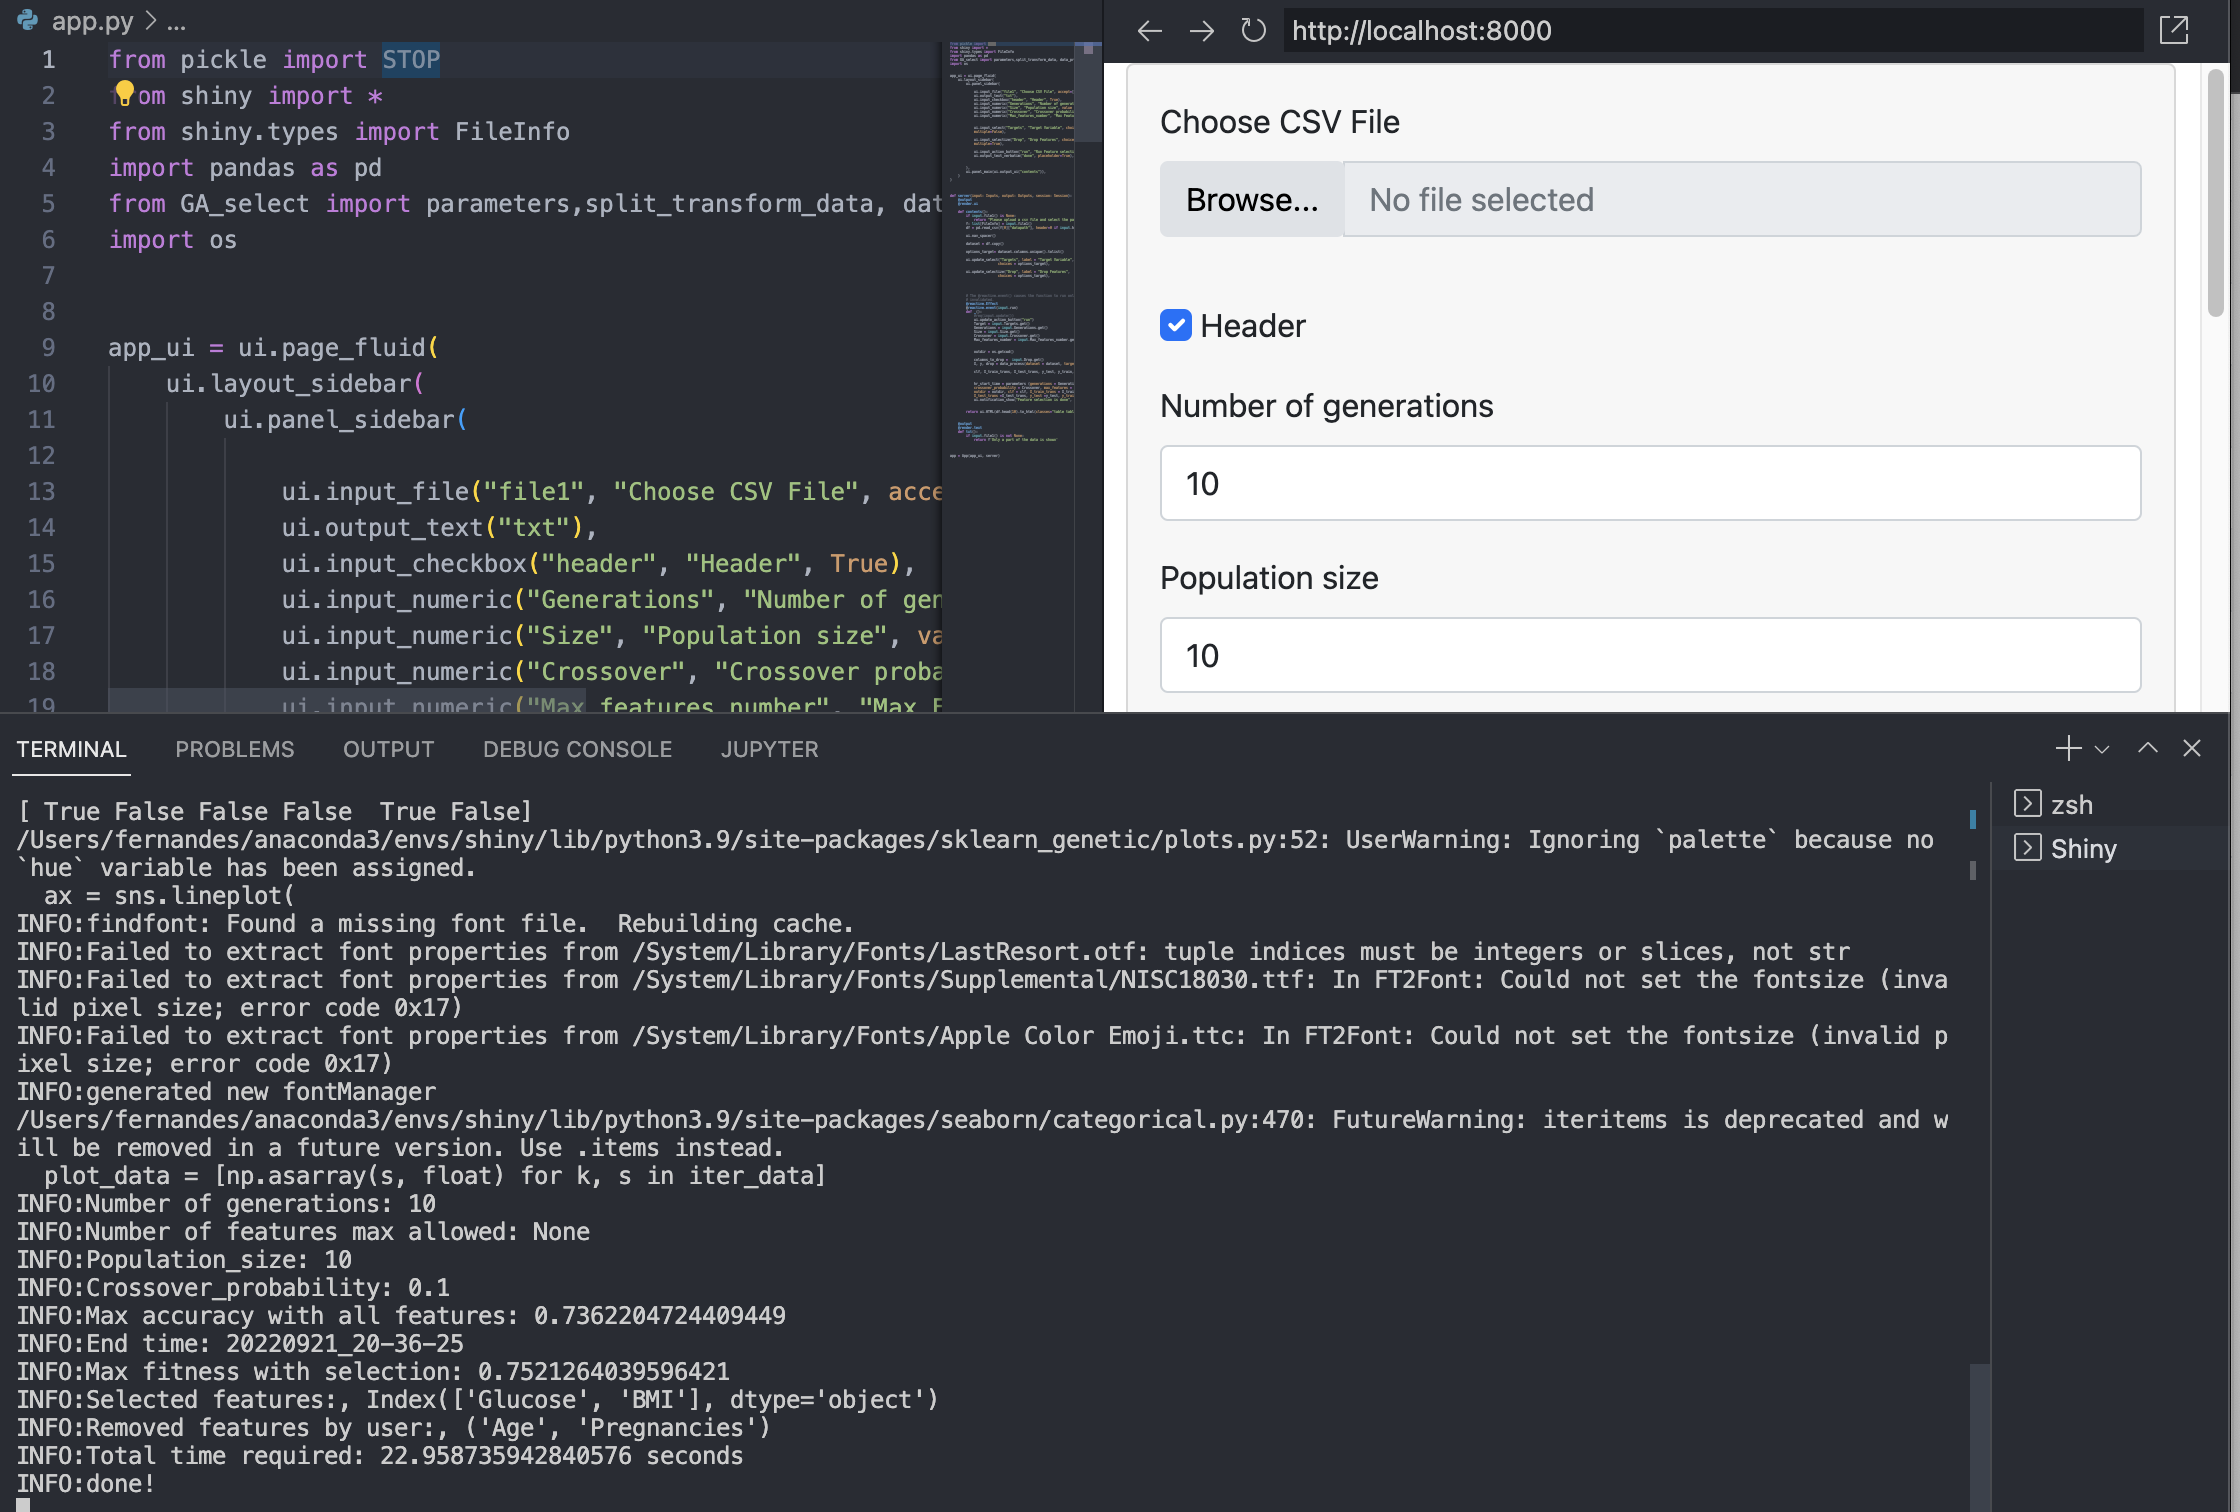 app.py > ...
1 from pickle import STOP
2 from shiny import *
3 from shiny.types import FileInfo
4 import pandas as pd
5 from GA_select import parameters,split_transform_data, dat
6 import os
7
8
9 app_ui = ui.page_fluid(
10 ui.layout_sidebar(
11 ui.panel_sidebar(
12
13 ui.input_file("file1", "Choose CSV File", acce
14 ui.output_text("txt"),
15 ui.input_checkbox("header", "Header", True),
16 ui.input_numeric("Generations", "Number of gen
17 ui.input_numeric("Size", "Population size", va
18 ui.input_numeric("Crossover", "Crossover proba
19 ui.input_numeric("Max_features_number", "Max F
http://localhost:8000
Choose CSV File
Browse... No file selected
Header
Number of generations
10
Population size
10
TERMINAL PROBLEMS OUTPUT DEBUG CONSOLE JUPYTER
[ True False False False  True False]
/Users/fernandes/anaconda3/envs/shiny/lib/python3.9/site-packages/sklearn_genetic/plots.py:52: UserWarning: Ignoring `palette` because no
`hue` variable has been assigned.
  ax = sns.lineplot(
INFO:findfont: Found a missing font file.  Rebuilding cache.
INFO:Failed to extract font properties from /System/Library/Fonts/LastResort.otf: tuple indices must be integers or slices, not str
INFO:Failed to extract font properties from /System/Library/Fonts/Supplemental/NISC18030.ttf: In FT2Font: Could not set the fontsize (inva
lid pixel size; error code 0x17)
INFO:Failed to extract font properties from /System/Library/Fonts/Apple Color Emoji.ttc: In FT2Font: Could not set the fontsize (invalid p
ixel size; error code 0x17)
INFO:generated new fontManager
/Users/fernandes/anaconda3/envs/shiny/lib/python3.9/site-packages/seaborn/categorical.py:470: FutureWarning: iteritems is deprecated and w
ill be removed in a future version. Use .items instead.
  plot_data = [np.asarray(s, float) for k, s in iter_data]
INFO:Number of generations: 10
INFO:Number of features max allowed: None
INFO:Population_size: 10
INFO:Crossover_probability: 0.1
INFO:Max accuracy with all features: 0.7362204724409449
INFO:End time: 20220921_20-36-25
INFO:Max fitness with selection: 0.7521264039596421
INFO:Selected features:, Index(['Glucose', 'BMI'], dtype='object')
INFO:Removed features by user:, ('Age', 'Pregnancies')
INFO:Total time required: 22.958735942840576 seconds
INFO:done!
zsh
Shiny